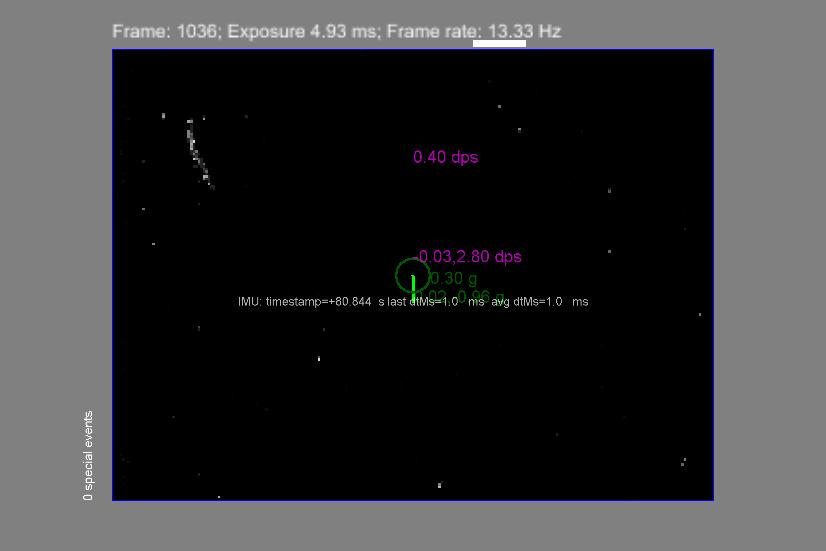 Frame: 1036; Exposure 4.93 ms; Frame rate: 13.33 Hz
0.40 dps
-0.03,2.80 dps
0.30 g
IMU: timestamp=+80.844 s last dtMs=1.0 ms avg dtMs=1.0 ms
0 special events